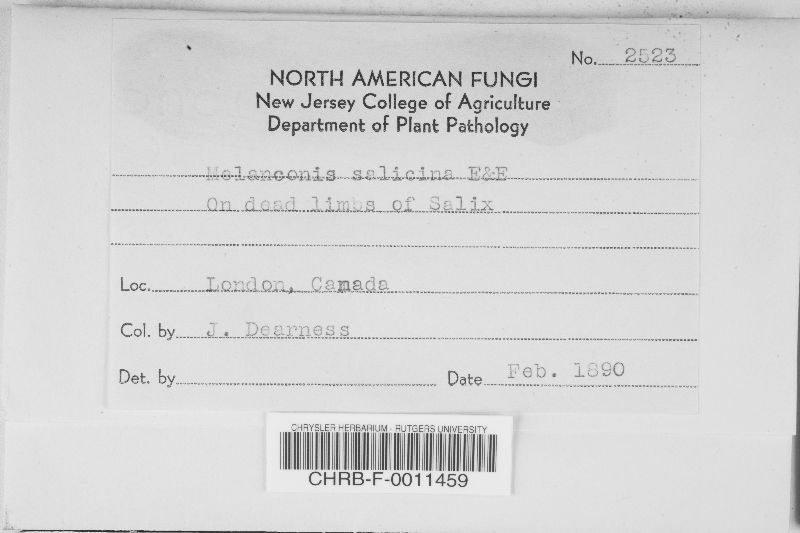 No. 2523
NORTH AMERICAN FUNGI
New Jersey College of Agriculture
Department of Plant Pathology
Melanconis salicina E&E
On dead limbs of Salix
Loc. London, Canada
Col. by J. Dearness
Det. by
Date Feb. 1890
CHRYSLER HERBARIUM - RUTGERS UNIVERSITY
CHRB-F-0011459